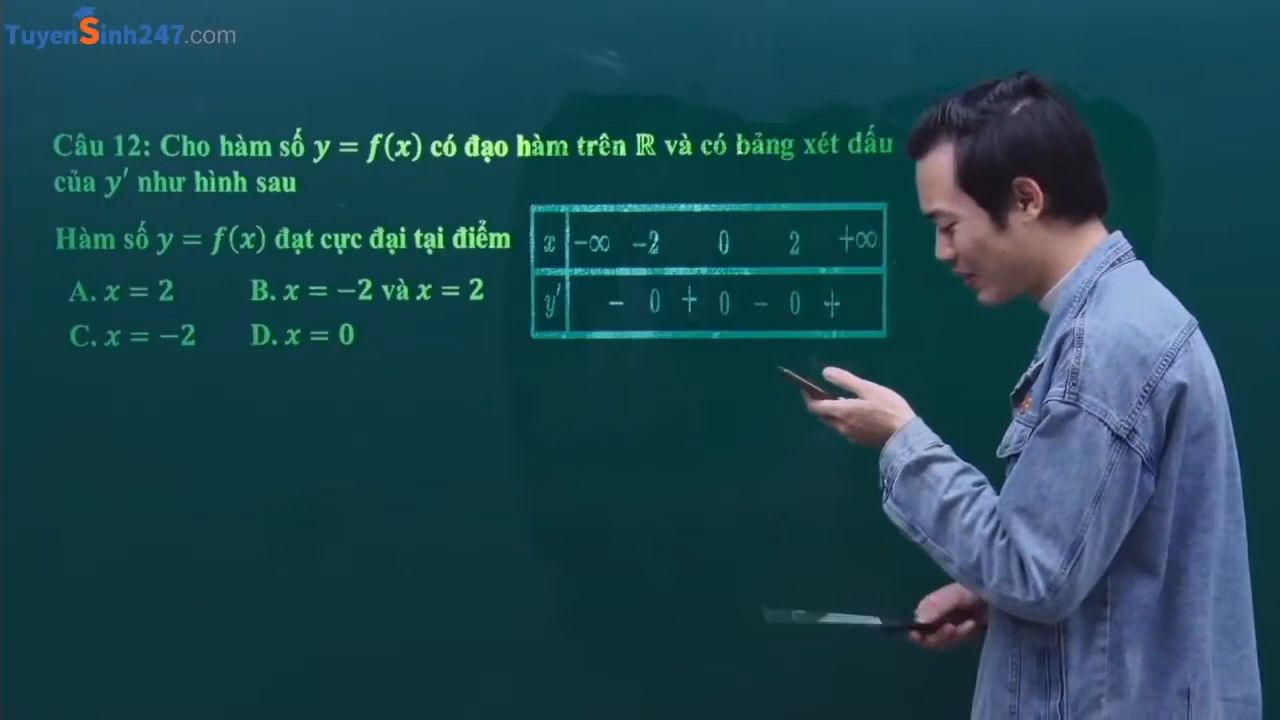 TuyenSinh247.com
Câu 12: Cho hàm số y = f(x) có đạo hàm trên ℝ và có bảng xét dấu
của y′ như hình sau
Hàm số y = f(x) đạt cực đại tại điểm
A. x = 2 B. x = −2 và x = 2
C. x = −2 D. x = 0
x −∞ −2 0 2 +∞
y′ − 0 + 0 − 0 +